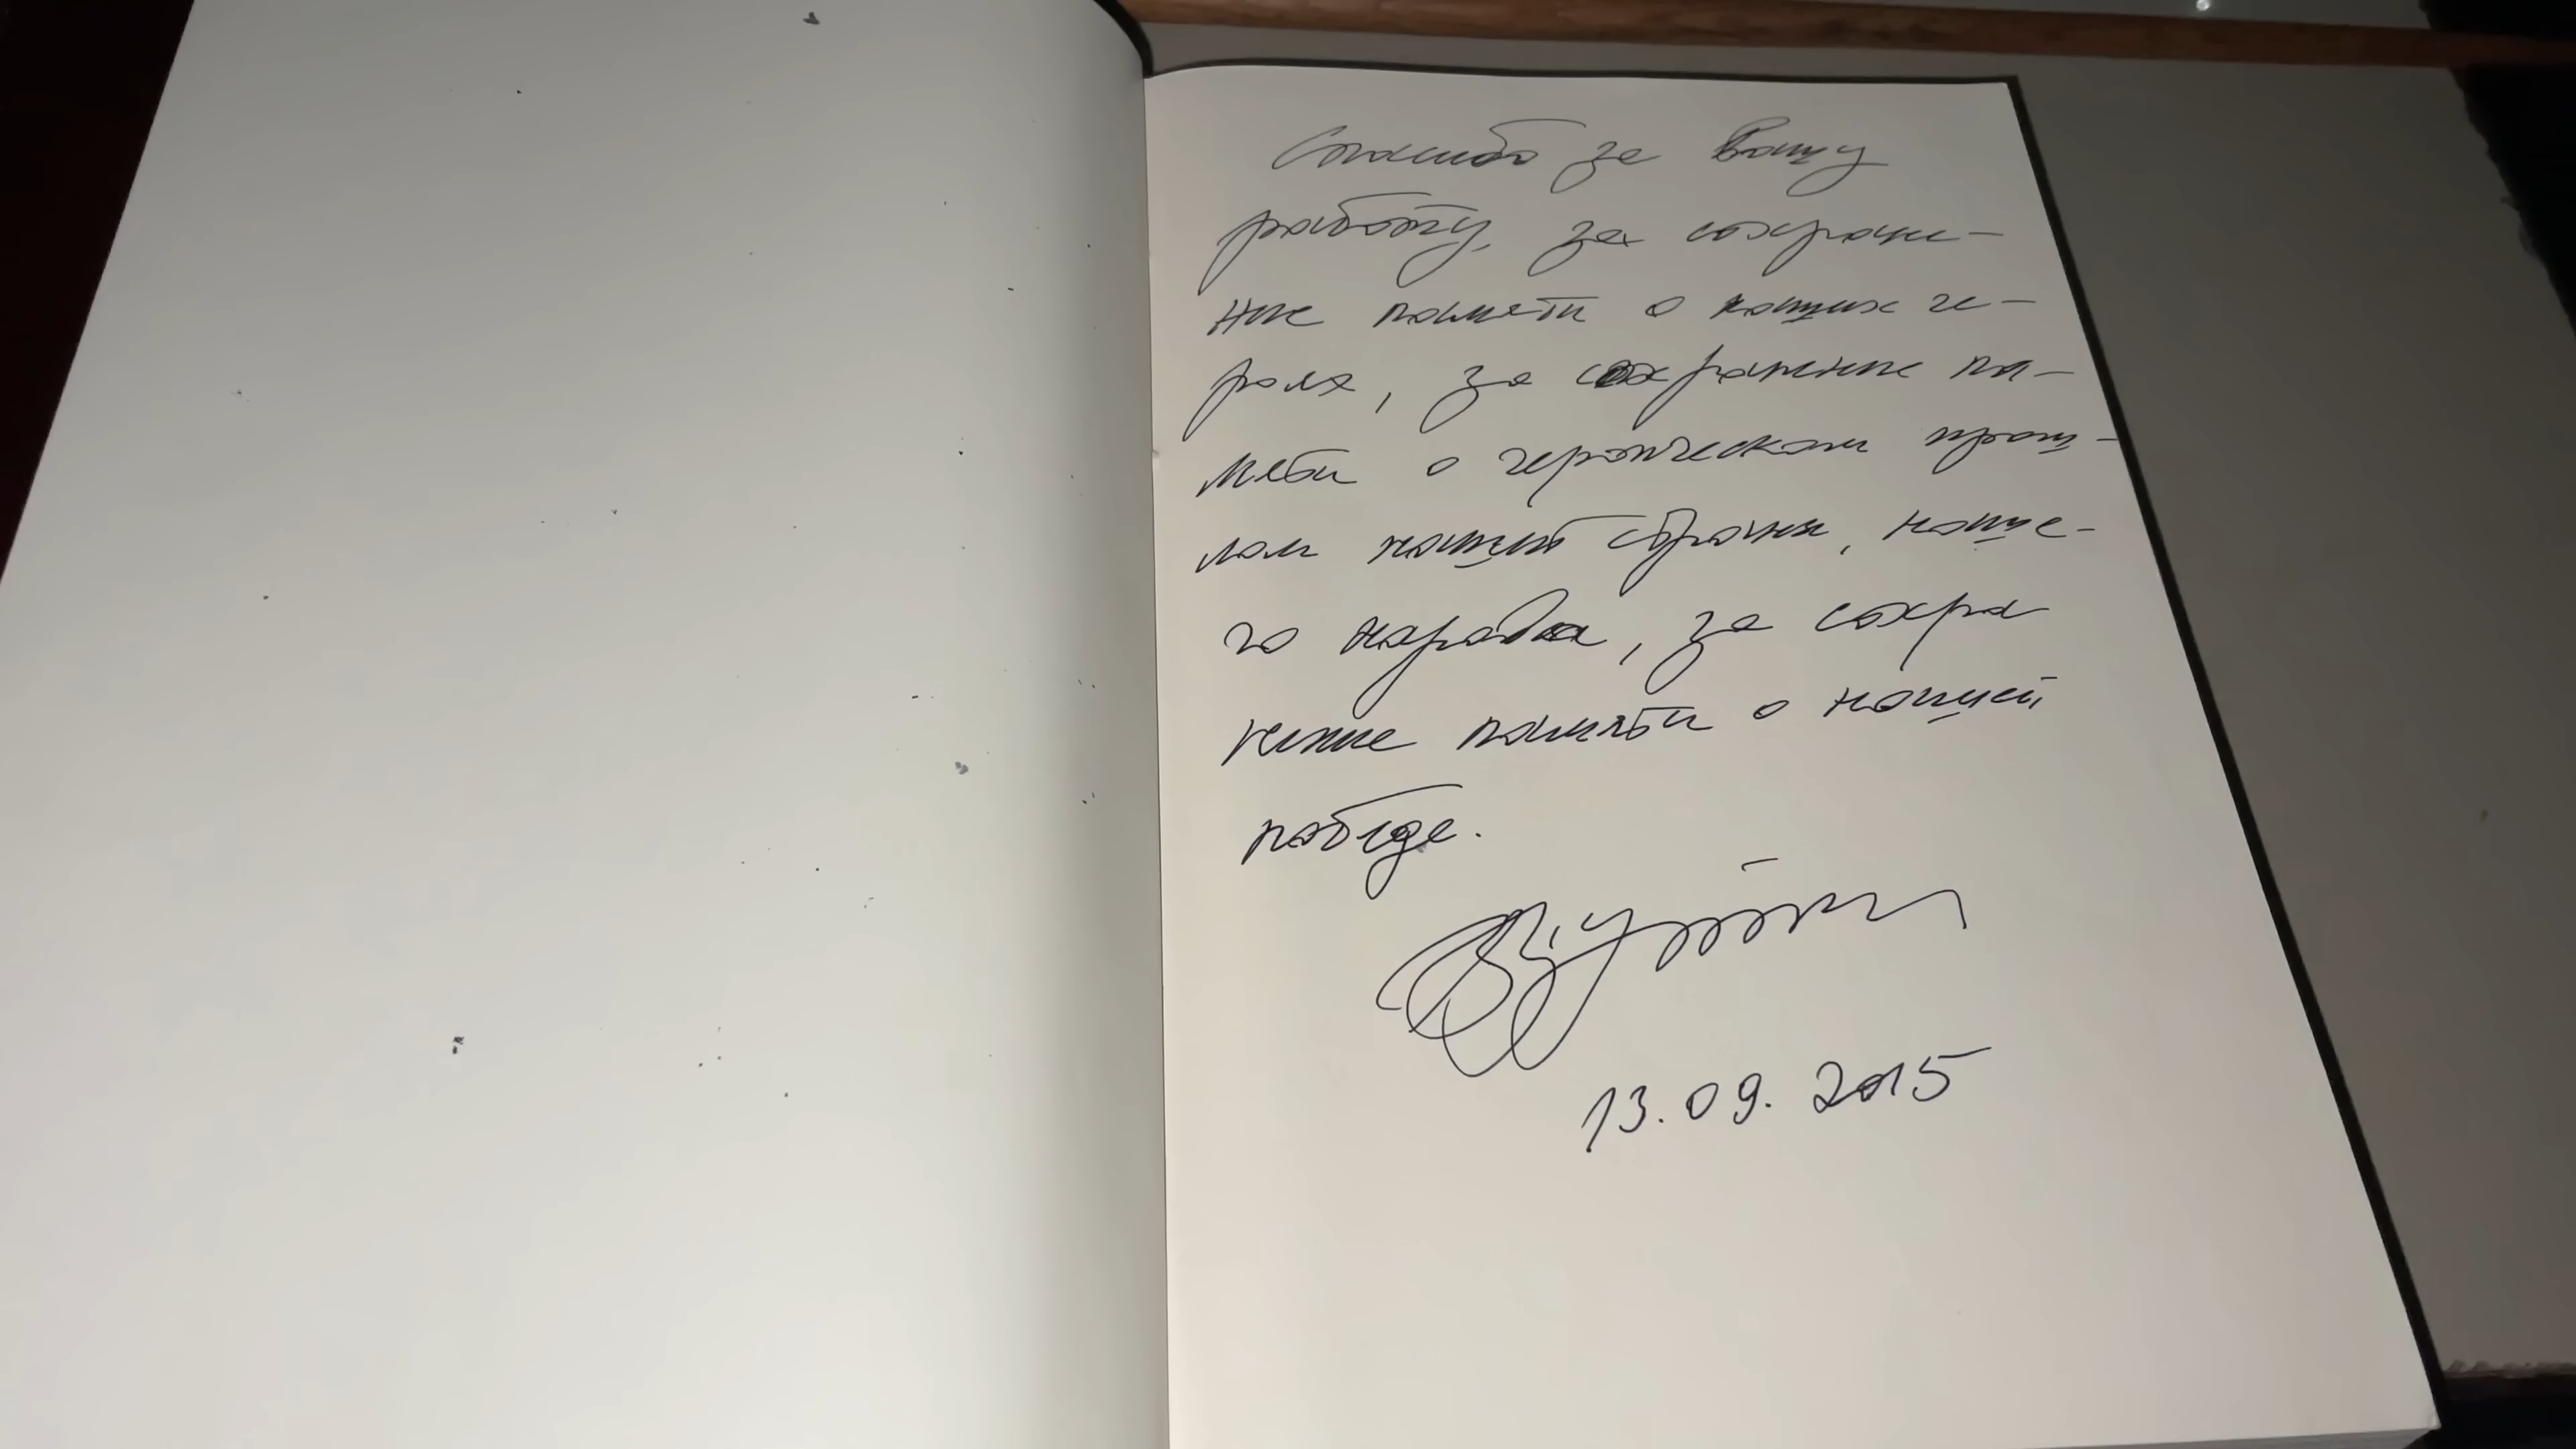 Спасибо за Вашу
работу, за сохране-
ние памяти о наших ге-
роях, за сохранение па-
мяти о героическом прош-
лом нашей страны, наше-
го народа, за сохра
нение памяти о нашей
победе.
13.09.2015